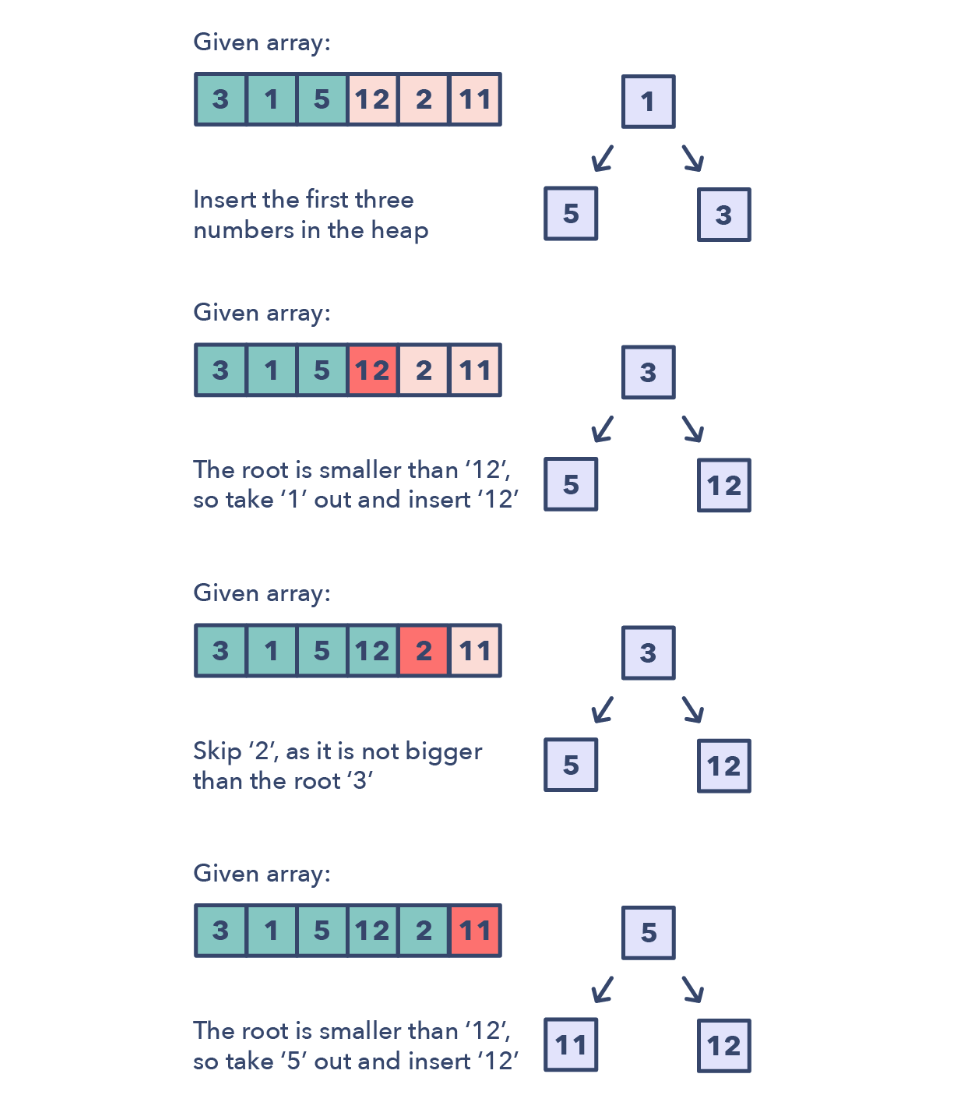 Given array:
3 1 5 12 2 11
1
5 3
Insert the first three
numbers in the heap
Given array:
3 1 5 12 2 11
3
5 12
The root is smaller than ‘12’,
so take ‘1’ out and insert ‘12’
Given array:
3 1 5 12 2 11
3
5 12
Skip ‘2’, as it is not bigger
than the root ‘3’
Given array:
3 1 5 12 2 11
5
11 12
The root is smaller than ‘12’,
so take ‘5’ out and insert ‘12’